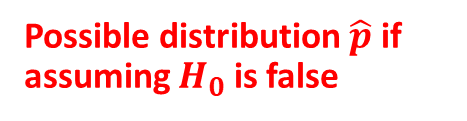 Possible distribution p̂ if
assuming H₀ is false